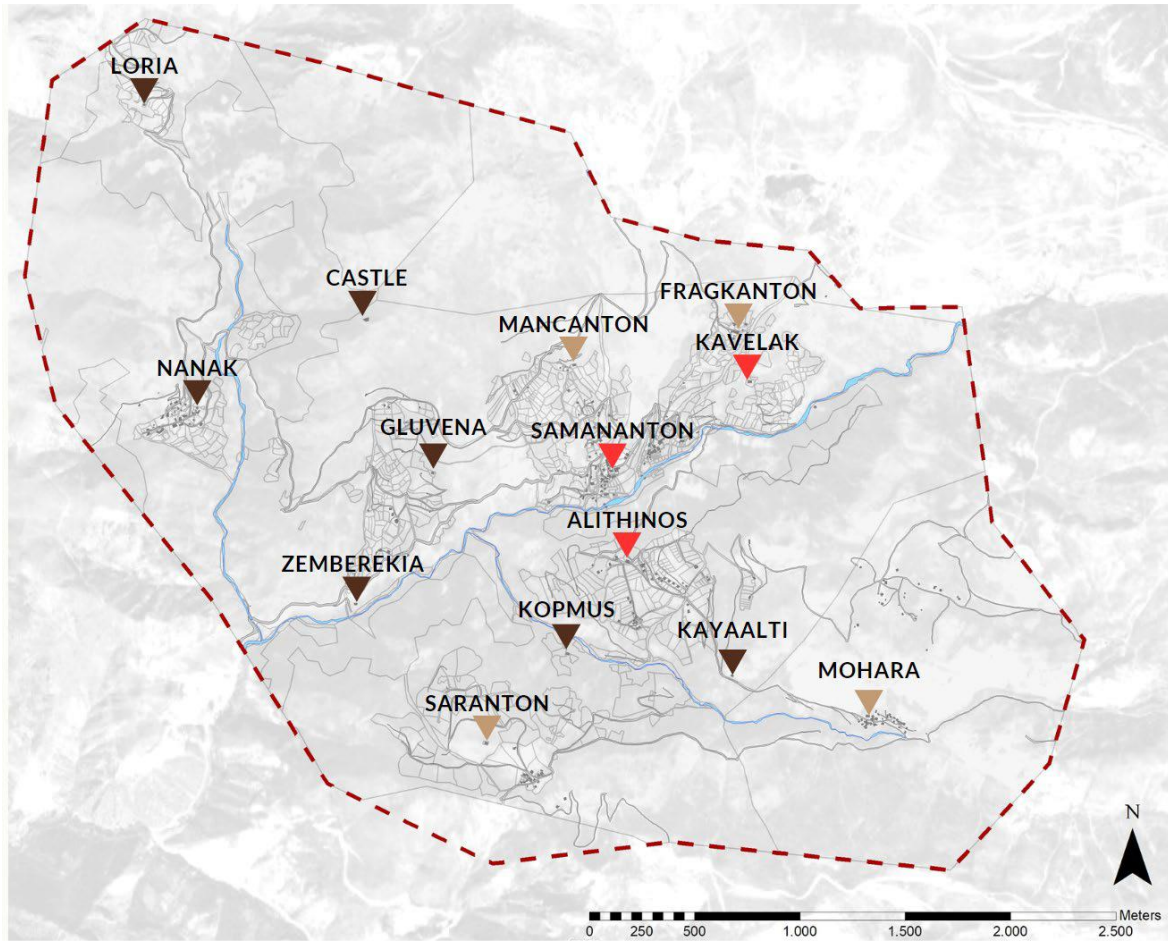 LORIA
CASTLE
FRAGKANTON
MANCANTON
KAVELAK
NANAK
GLUVENA
SAMANANTON
ALITHINOS
ZEMBEREKIA
KOPMUS
KAYAALTI
MOHARA
SARANTON
N
Meters
0 250 500 1.000 1.500 2.000 2.500